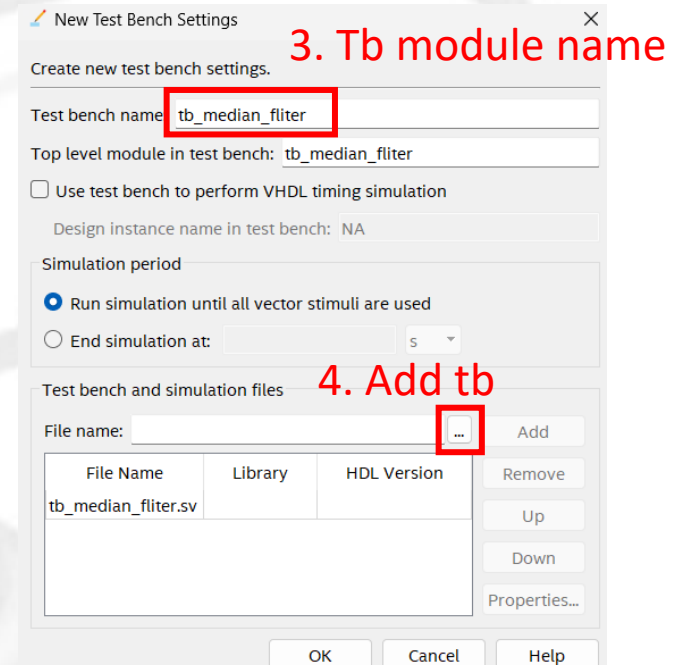 New Test Bench Settings
3. Tb module name
Create new test bench settings.
Test bench name: tb_median_fliter
Top level module in test bench: tb_median_fliter
Use test bench to perform VHDL timing simulation
Design instance name in test bench: NA
Simulation period
Run simulation until all vector stimuli are used
End simulation at: s
4. Add tb
Test bench and simulation files
File name: ... Add
File Name Library HDL Version Remove
tb_median_fliter.sv
Up
Down
Properties...
OK Cancel Help